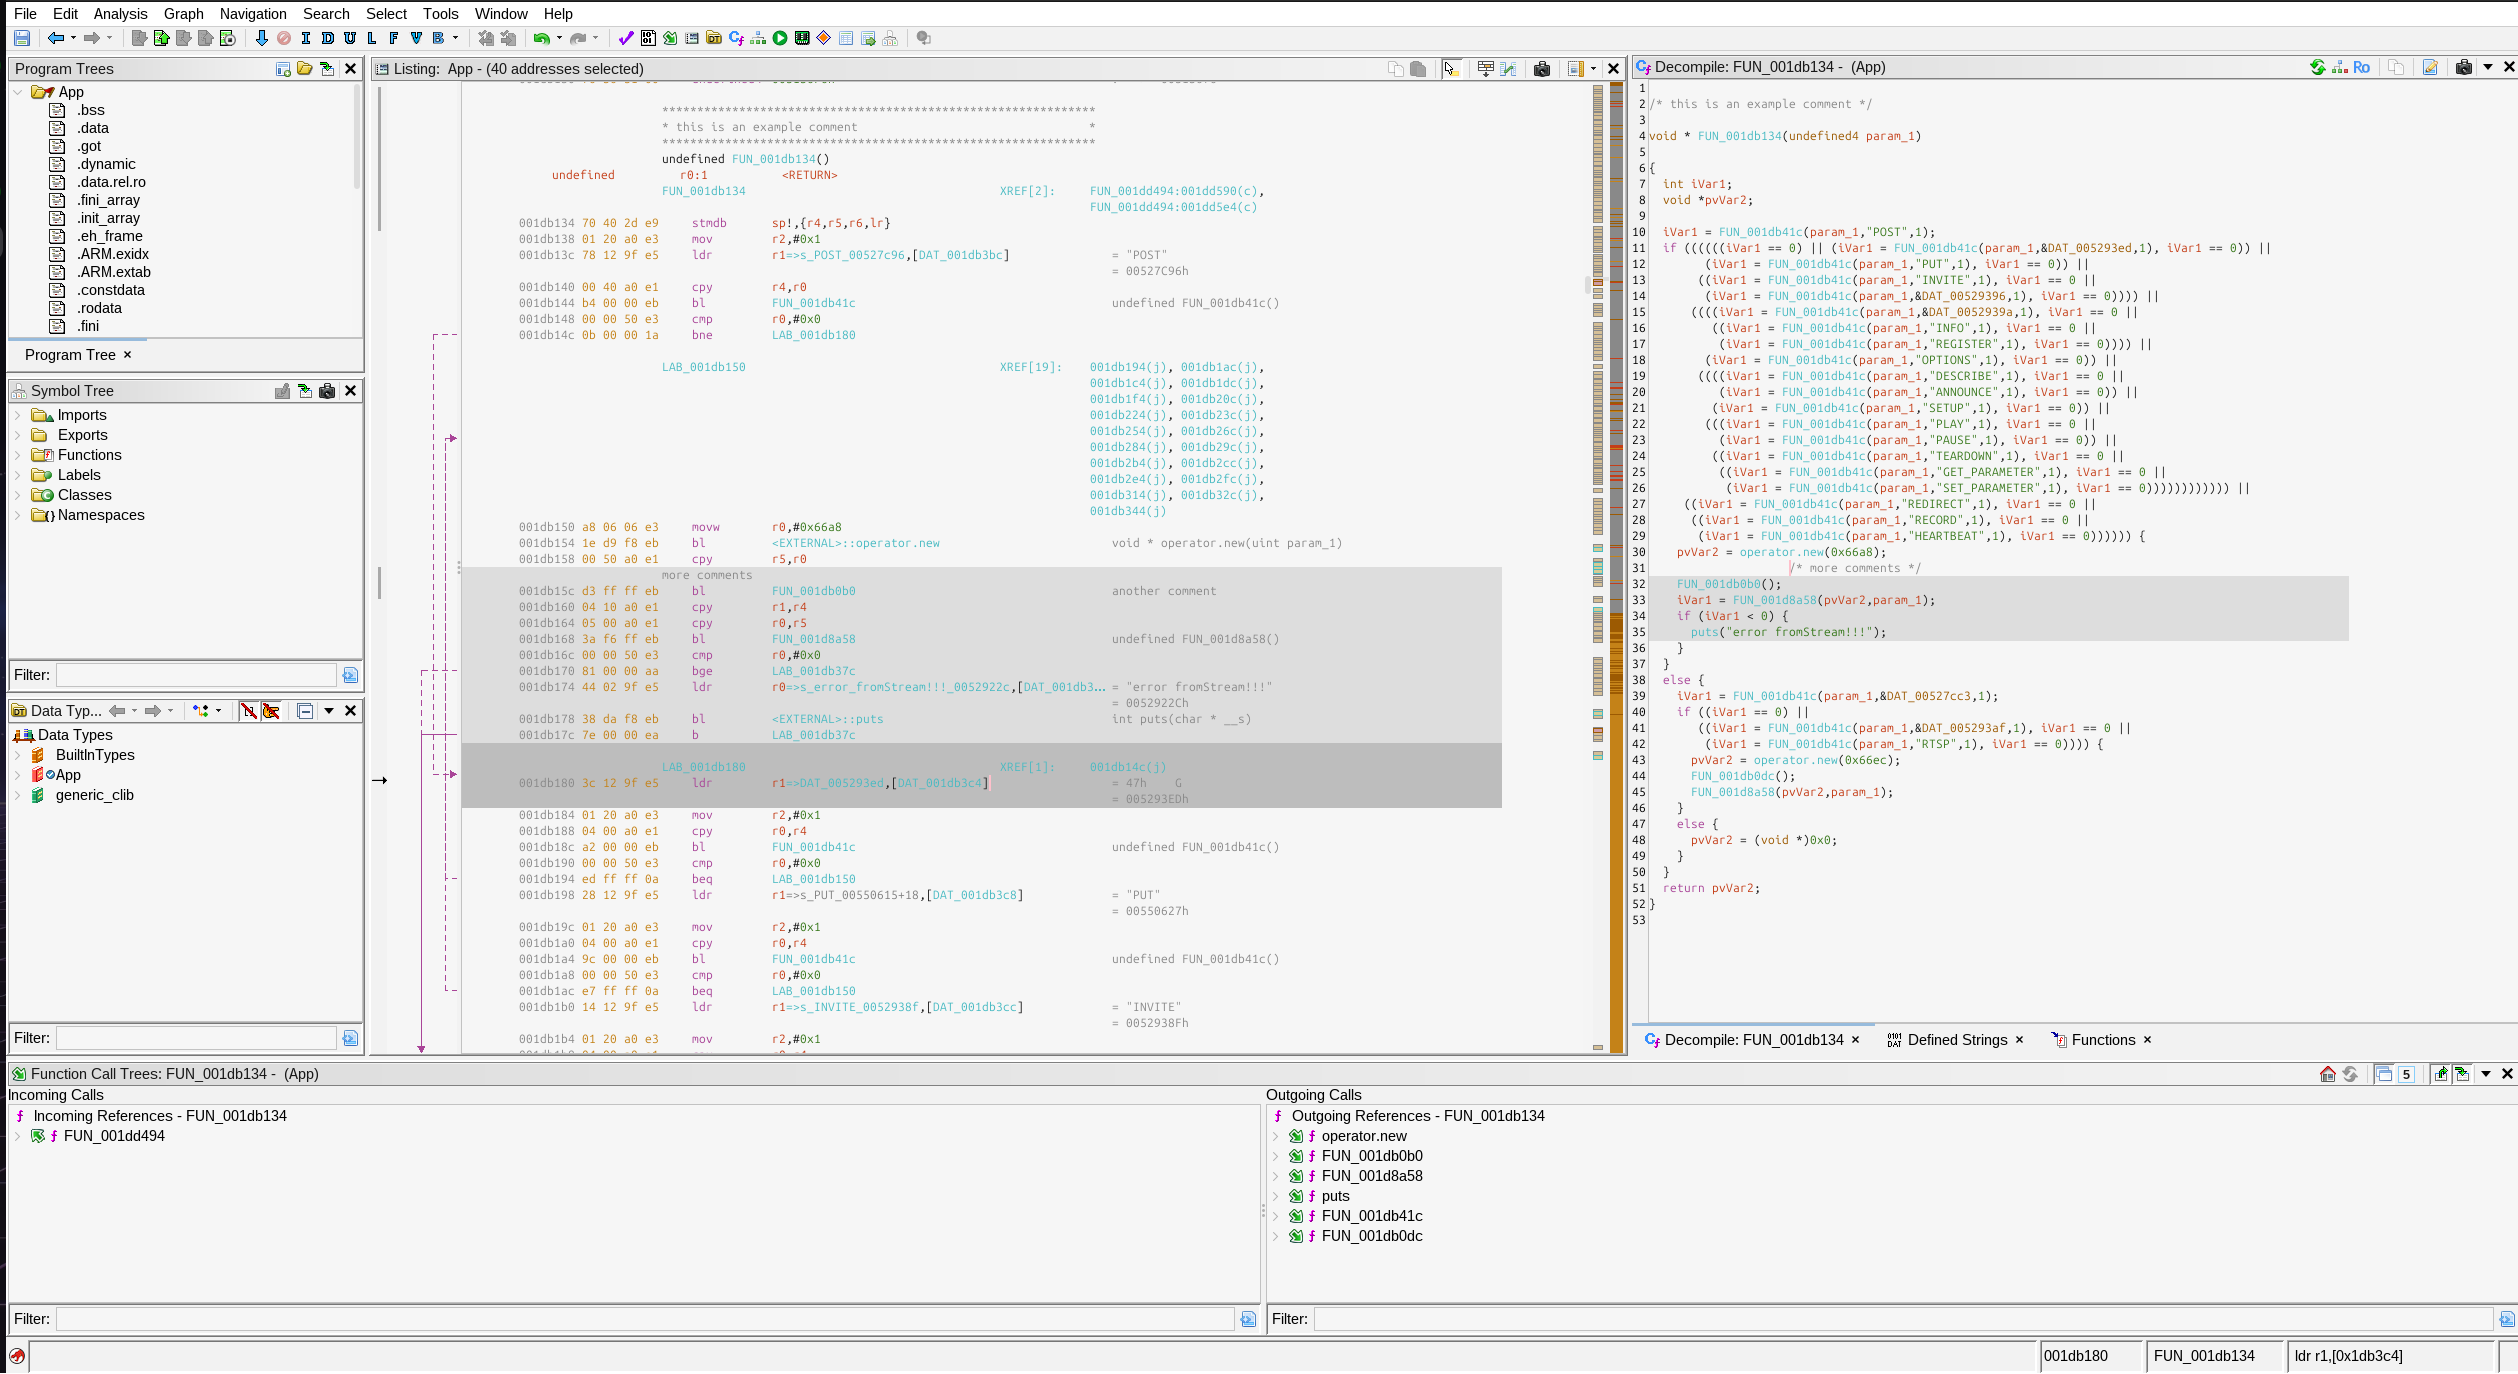 File Edit Analysis Graph Navigation Search Select Tools Window Help
I D U L F V B
Program Trees
App
.bss
.data
.got
.dynamic
.data.rel.ro
.fini_array
.init_array
.eh_frame
.ARM.exidx
.ARM.extab
.constdata
.rodata
.fini
Program Tree ×
Symbol Tree
Imports
Exports
Functions
Labels
Classes
Namespaces
Filter:
Data Typ...
Data Types
BuiltInTypes
App
generic_clib
Filter:
Listing: App - (40 addresses selected)
**************************************************************
* this is an example comment *
**************************************************************
undefined FUN_001db134()
undefined r0:1 <RETURN>
FUN_001db134 XREF[2]: FUN_001dd494:001dd590(c),
FUN_001dd494:001dd5e4(c)
001db134 70 40 2d e9 stmdb sp!,{r4,r5,r6,lr}
001db138 01 20 a0 e3 mov r2,#0x1
001db13c 78 12 9f e5 ldr r1=>s_POST_00527c96,[DAT_001db3bc] = "POST"
= 00527C96h
001db140 00 40 a0 e1 cpy r4,r0
001db144 b4 00 00 eb bl FUN_001db41c undefined FUN_001db41c()
001db148 00 00 50 e3 cmp r0,#0x0
001db14c 0b 00 00 1a bne LAB_001db180
LAB_001db150 XREF[19]: 001db194(j), 001db1ac(j),
001db1c4(j), 001db1dc(j),
001db1f4(j), 001db20c(j),
001db224(j), 001db23c(j),
001db254(j), 001db26c(j),
001db284(j), 001db29c(j),
001db2b4(j), 001db2cc(j),
001db2e4(j), 001db2fc(j),
001db314(j), 001db32c(j),
001db344(j)
001db150 a8 06 06 e3 movw r0,#0x66a8
001db154 1e d9 f8 eb bl <EXTERNAL>::operator.new void * operator.new(uint param_1)
001db158 00 50 a0 e1 cpy r5,r0
more comments
001db15c d3 ff ff eb bl FUN_001db0b0 another comment
001db160 04 10 a0 e1 cpy r1,r4
001db164 05 00 a0 e1 cpy r0,r5
001db168 3a f6 ff eb bl FUN_001d8a58 undefined FUN_001d8a58()
001db16c 00 00 50 e3 cmp r0,#0x0
001db170 81 00 00 aa bge LAB_001db37c
001db174 44 02 9f e5 ldr r0=>s_error_fromStream!!!_0052922c,[DAT_001db3... = "error fromStream!!!"
= 0052922Ch
001db178 38 da f8 eb bl <EXTERNAL>::puts int puts(char * __s)
001db17c 7e 00 00 ea b LAB_001db37c
LAB_001db180 XREF[1]: 001db14c(j)
001db180 3c 12 9f e5 ldr r1=>DAT_005293ed,[DAT_001db3c4] = 47h G
= 005293EDh
001db184 01 20 a0 e3 mov r2,#0x1
001db188 04 00 a0 e1 cpy r0,r4
001db18c a2 00 00 eb bl FUN_001db41c undefined FUN_001db41c()
001db190 00 00 50 e3 cmp r0,#0x0
001db194 ed ff ff 0a beq LAB_001db150
001db198 28 12 9f e5 ldr r1=>s_PUT_00550615+18,[DAT_001db3c8] = "PUT"
= 00550627h
001db19c 01 20 a0 e3 mov r2,#0x1
001db1a0 04 00 a0 e1 cpy r0,r4
001db1a4 9c 00 00 eb bl FUN_001db41c undefined FUN_001db41c()
001db1a8 00 00 50 e3 cmp r0,#0x0
001db1ac e7 ff ff 0a beq LAB_001db150
001db1b0 14 12 9f e5 ldr r1=>s_INVITE_0052938f,[DAT_001db3cc] = "INVITE"
= 0052938Fh
001db1b4 01 20 a0 e3 mov r2,#0x1
Decompile: FUN_001db134 - (App)
Ro
1
2 /* this is an example comment */
3
4 void * FUN_001db134(undefined4 param_1)
5
6 {
7 int iVar1;
8 void *pvVar2;
9
10 iVar1 = FUN_001db41c(param_1,"POST",1);
11 if ((((((iVar1 == 0) || (iVar1 = FUN_001db41c(param_1,&DAT_005293ed,1), iVar1 == 0)) ||
12 (iVar1 = FUN_001db41c(param_1,"PUT",1), iVar1 == 0)) ||
13 ((iVar1 = FUN_001db41c(param_1,"INVITE",1), iVar1 == 0 ||
14 (iVar1 = FUN_001db41c(param_1,&DAT_00529396,1), iVar1 == 0)))) ||
15 ((((iVar1 = FUN_001db41c(param_1,&DAT_0052939a,1), iVar1 == 0 ||
16 ((iVar1 = FUN_001db41c(param_1,"INFO",1), iVar1 == 0 ||
17 (iVar1 = FUN_001db41c(param_1,"REGISTER",1), iVar1 == 0)))) ||
18 (iVar1 = FUN_001db41c(param_1,"OPTIONS",1), iVar1 == 0)) ||
19 ((((iVar1 = FUN_001db41c(param_1,"DESCRIBE",1), iVar1 == 0 ||
20 (iVar1 = FUN_001db41c(param_1,"ANNOUNCE",1), iVar1 == 0)) ||
21 (iVar1 = FUN_001db41c(param_1,"SETUP",1), iVar1 == 0)) ||
22 (((iVar1 = FUN_001db41c(param_1,"PLAY",1), iVar1 == 0 ||
23 (iVar1 = FUN_001db41c(param_1,"PAUSE",1), iVar1 == 0)) ||
24 ((iVar1 = FUN_001db41c(param_1,"TEARDOWN",1), iVar1 == 0 ||
25 ((iVar1 = FUN_001db41c(param_1,"GET_PARAMETER",1), iVar1 == 0 ||
26 (iVar1 = FUN_001db41c(param_1,"SET_PARAMETER",1), iVar1 == 0)))))))))))) ||
27 ((iVar1 = FUN_001db41c(param_1,"REDIRECT",1), iVar1 == 0 ||
28 ((iVar1 = FUN_001db41c(param_1,"RECORD",1), iVar1 == 0 ||
29 (iVar1 = FUN_001db41c(param_1,"HEARTBEAT",1), iVar1 == 0)))))) {
30 pvVar2 = operator.new(0x66a8);
31 /* more comments */
32 FUN_001db0b0();
33 iVar1 = FUN_001d8a58(pvVar2,param_1);
34 if (iVar1 < 0) {
35 puts("error fromStream!!!");
36 }
37 }
38 else {
39 iVar1 = FUN_001db41c(param_1,&DAT_00527cc3,1);
40 if ((iVar1 == 0) ||
41 ((iVar1 = FUN_001db41c(param_1,&DAT_005293af,1), iVar1 == 0 ||
42 (iVar1 = FUN_001db41c(param_1,"RTSP",1), iVar1 == 0)))) {
43 pvVar2 = operator.new(0x66ec);
44 FUN_001db0dc();
45 FUN_001d8a58(pvVar2,param_1);
46 }
47 else {
48 pvVar2 = (void *)0x0;
49 }
50 }
51 return pvVar2;
52 }
53
Decompile: FUN_001db134 × Defined Strings × Functions ×
Function Call Trees: FUN_001db134 - (App)
5
Incoming Calls
Incoming References - FUN_001db134
FUN_001dd494
Filter:
Outgoing Calls
Outgoing References - FUN_001db134
operator.new
FUN_001db0b0
FUN_001d8a58
puts
FUN_001db41c
FUN_001db0dc
Filter:
001db180 FUN_001db134 ldr r1,[0x1db3c4]